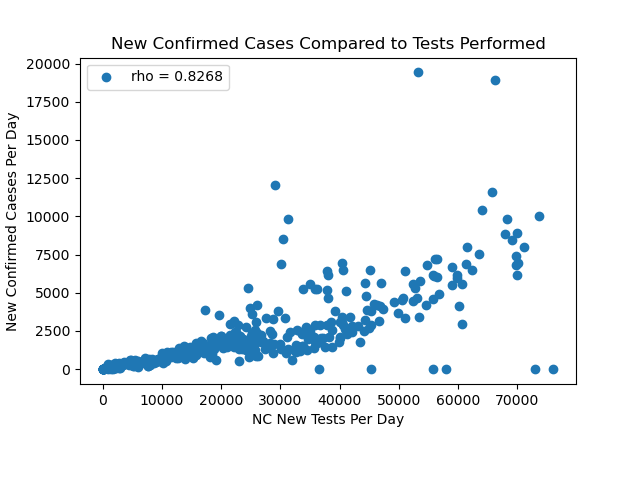 New Confirmed Cases Compared to Tests Performed
rho = 0.8268
New Confirmed Caeses Per Day
20000
17500
15000
12500
10000
7500
5000
2500
0
0 10000 20000 30000 40000 50000 60000 70000
NC New Tests Per Day